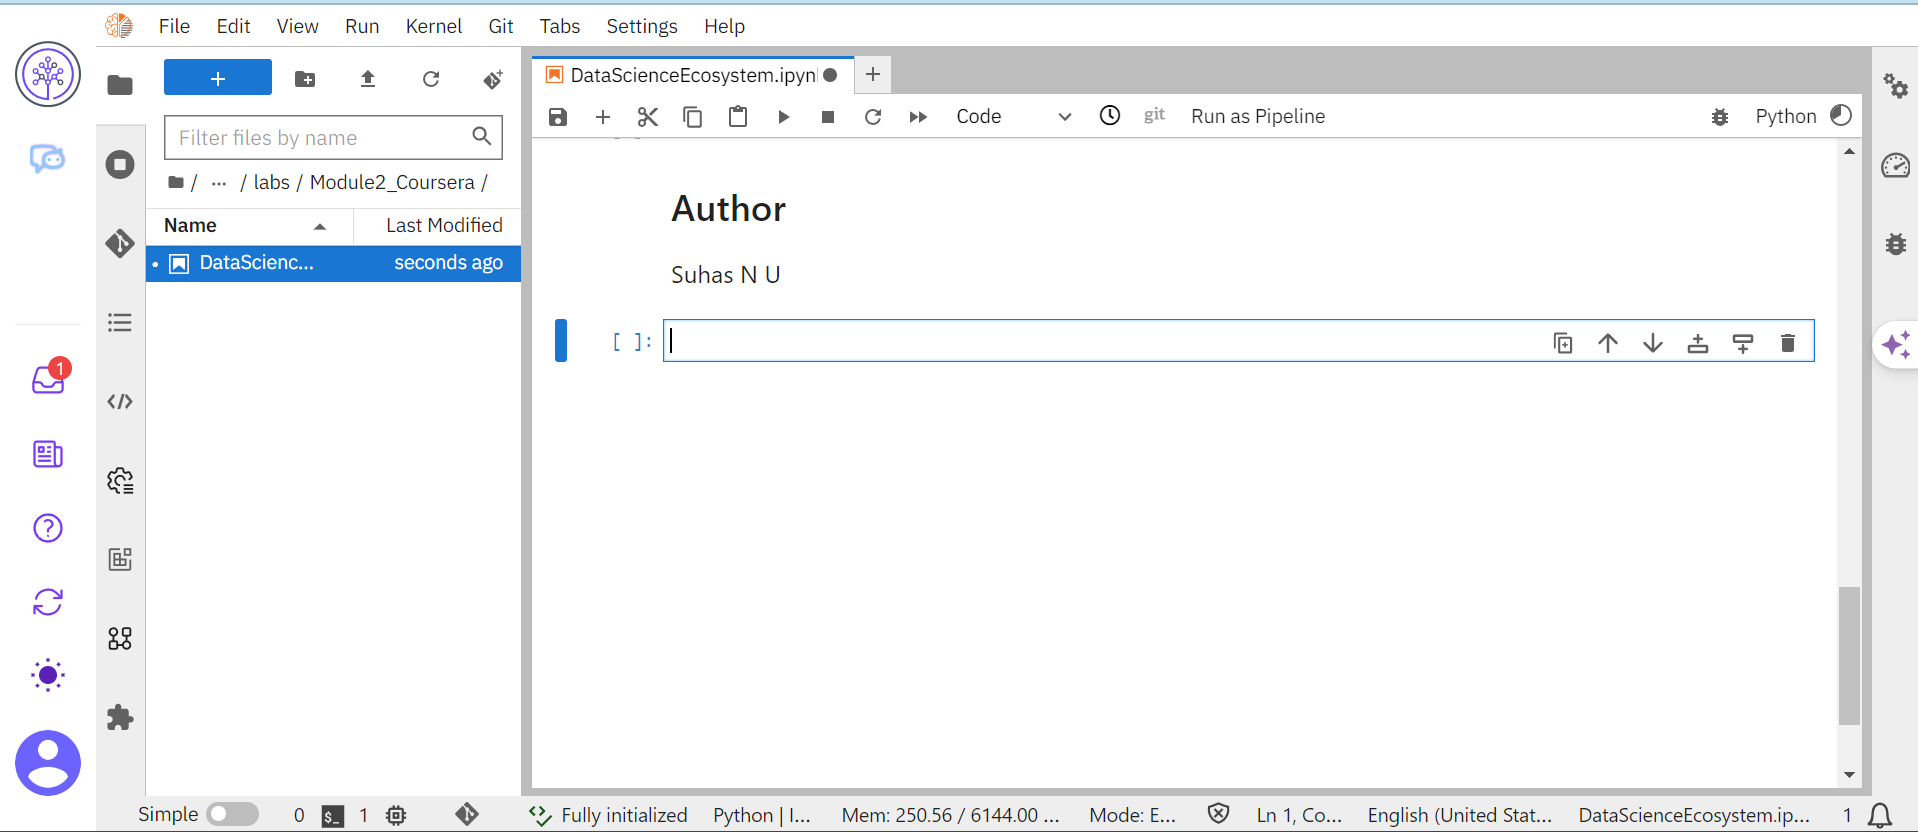 File Edit View Run Kernel Git Tabs Settings Help
+
Filter files by name
/ ... / labs / Module2_Coursera /
Name Last Modified
DataScienc... seconds ago
DataScienceEcosystem.ipyn
Code git Run as Pipeline Python
Author
Suhas N U
[ ]:
1
Simple 0 $_ 1 Fully initialized Python | I... Mem: 250.56 / 6144.00 ... Mode: E... Ln 1, Co... English (United Stat... DataScienceEcosystem.ip... 1